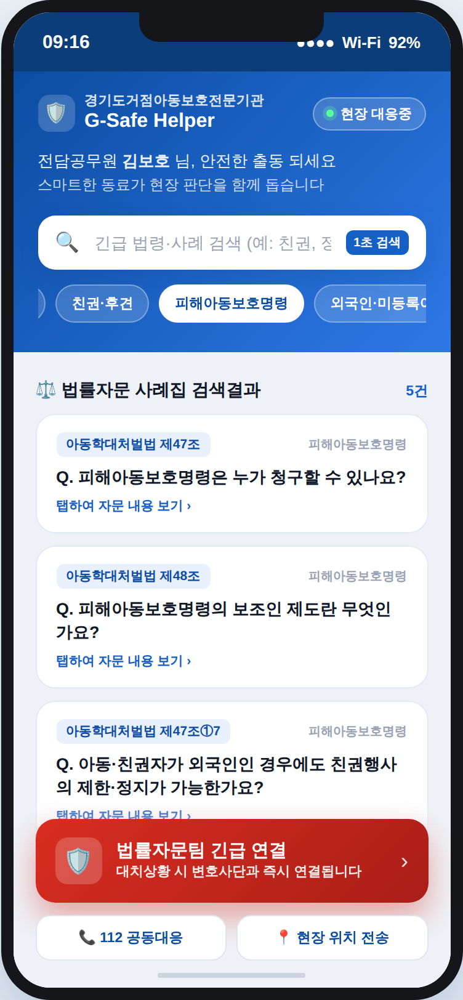 09:16
Wi-Fi 92%
경기도거점아동보호전문기관
G-Safe Helper
현장 대응중
전담공무원 김보호 님, 안전한 출동 되세요
스마트한 동료가 현장 판단을 함께 돕습니다
긴급 법령·사례 검색 (예: 친권,
1초 검색
친권·후견
피해아동보호명령
외국인·미등록
법률자문 사례집 검색결과
5건
아동학대처벌법 제47조
피해아동보호명령
Q. 피해아동보호명령은 누가 청구할 수 있나요?
탭하여 자문 내용 보기 ›
아동학대처벌법 제48조
피해아동보호명령
Q. 피해아동보호명령의 보조인 제도란 무엇인
가요?
탭하여 자문 내용 보기 ›
아동학대처벌법 제47조①7
피해아동보호명령
Q. 아동·친권자가 외국인인 경우에도 친권행사
의 제한·정지가 가능한가요?
탭하여 자문 내용 보기 ›
법률자문팀 긴급 연결
대치상황 시 변호사단과 즉시 연결됩니다
›
112 공동대응
현장 위치 전송